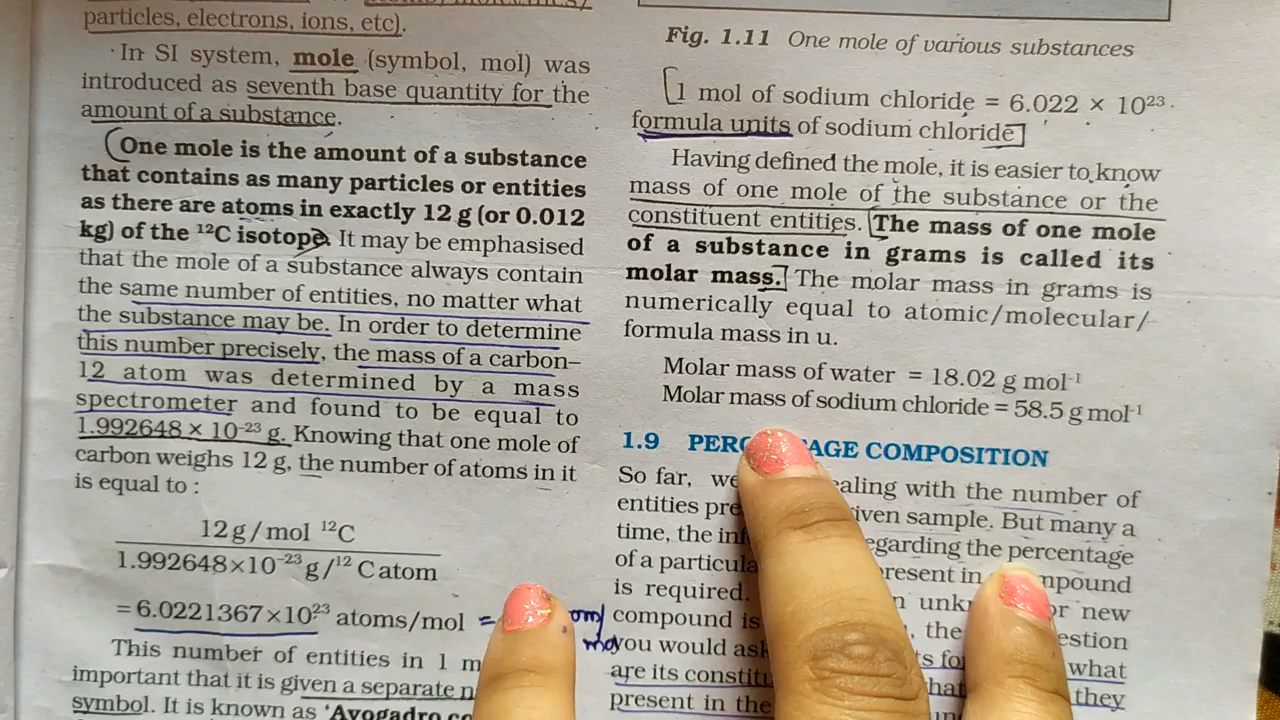 particles, electrons, ions, etc).
In SI system, mole (symbol, mol) was
introduced as seventh base quantity for the
amount of a substance.
One mole is the amount of a substance
that contains as many particles or entities
as there are atoms in exactly 12 g (or 0.012
kg) of the ¹²C isotope. It may be emphasised
that the mole of a substance always contain
the same number of entities, no matter what
the substance may be. In order to determine
this number precisely, the mass of a carbon–
12 atom was determined by a mass
spectrometer and found to be equal to
1.992648 × 10⁻²³ g. Knowing that one mole of
carbon weighs 12 g, the number of atoms in it
is equal to :
12 g / mol ¹²C
1.992648×10⁻²³ g /¹² C atom
= 6.0221367×10²³ atoms/mol =
This number of entities in 1 m
important that it is given a separate n
symbol. It is known as 'Avogadro co
Fig. 1.11 One mole of various substances
1 mol of sodium chloride = 6.022 × 10²³
formula units of sodium chloride
Having defined the mole, it is easier to know
mass of one mole of the substance or the
constituent entities. The mass of one mole
of a substance in grams is called its
molar mass. The molar mass in grams is
numerically equal to atomic/molecular/
formula mass in u.
Molar mass of water = 18.02 g mol⁻¹
Molar mass of sodium chloride = 58.5 g mol⁻¹
1.9 PERC AGE COMPOSITION
So far, we aling with the number of
entities pre iven sample. But many a
time, the inf egarding the percentage
of a particula present in mpound
is required. n unk or new
compound is , the estion
you would ask ts fo what
are its constitu hat they
present in the